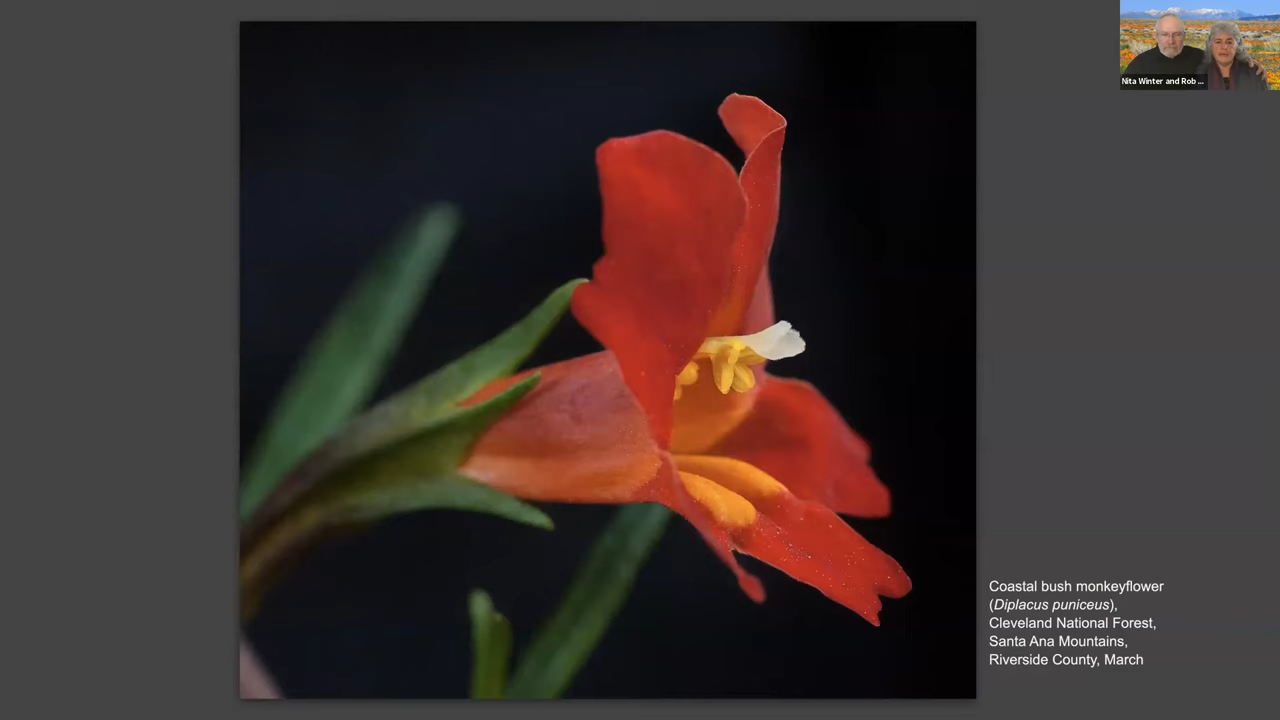 Nita Winter and Rob ...
Coastal bush monkeyflower
(Diplacus puniceus),
Cleveland National Forest,
Santa Ana Mountains,
Riverside County, March